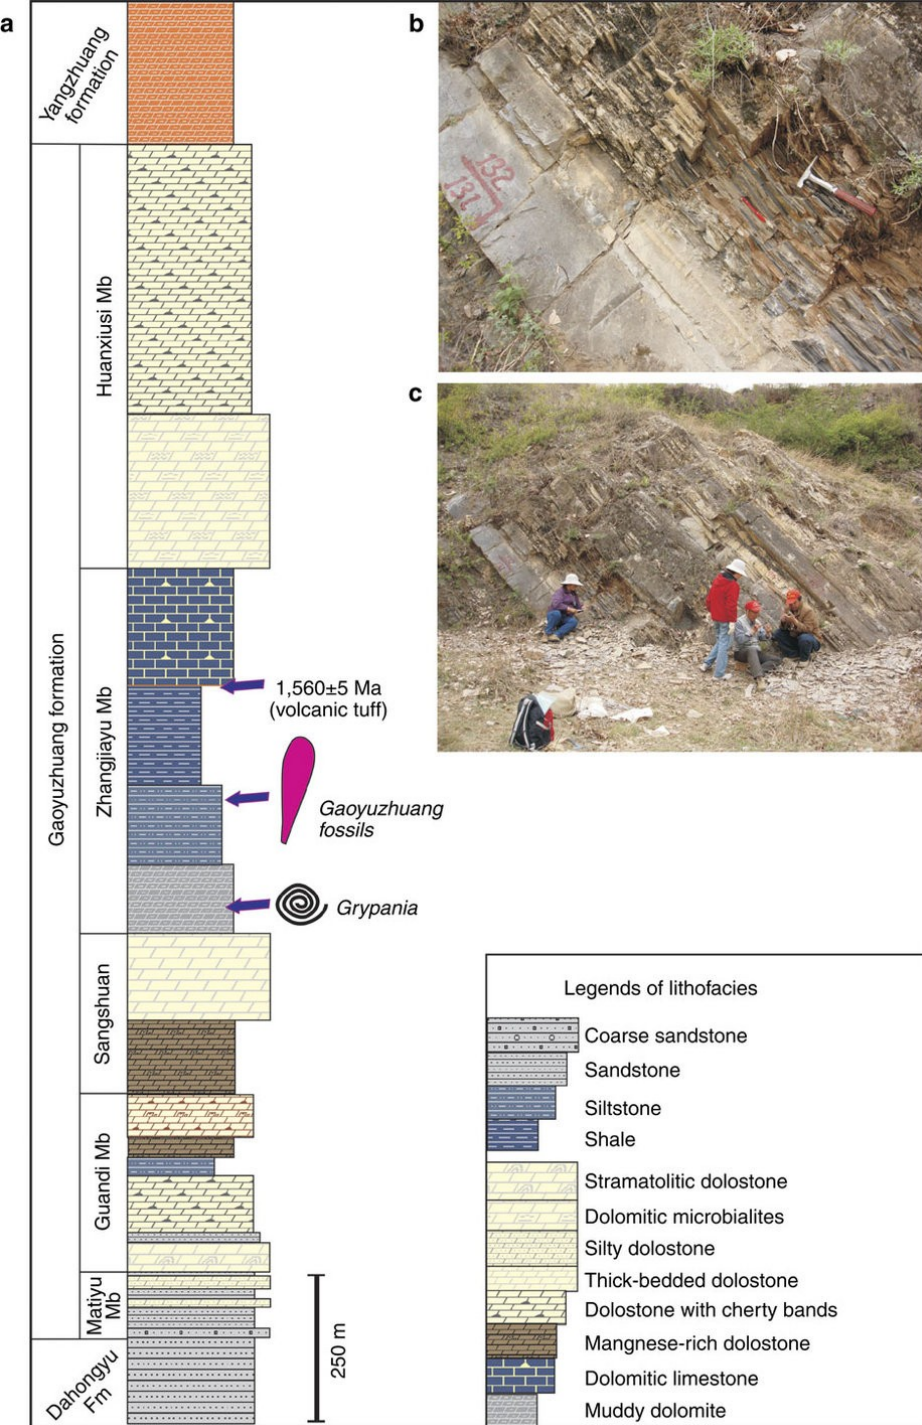 a
Yangzhuang
formation
Gaoyuzhuang formation
Huanxiusi Mb
Zhangjiayu Mb
1,560±5 Ma
(volcanic tuff)
Gaoyuzhuang
fossils
Grypania
Sangshuan
Guandi Mb
Matiyu
Mb
Dahongyu
Fm
250 m
b
132
131
c
Legends of lithofacies
Coarse sandstone
Sandstone
Siltstone
Shale
Stramatolitic dolostone
Dolomitic microbialites
Silty dolostone
Thick-bedded dolostone
Dolostone with cherty bands
Mangnese-rich dolostone
Dolomitic limestone
Muddy dolomite